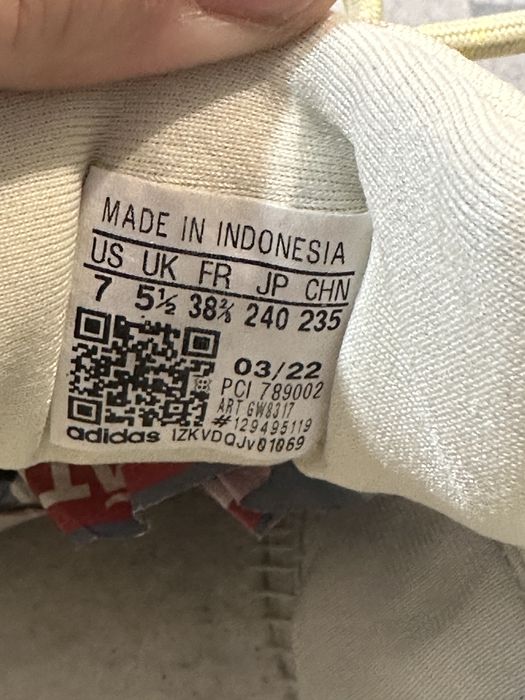 MADE IN INDONESIA
US UK FR JP CHN
7 5½ 38⅔ 240 235
03/22
PCI 789002
ART GW8317
#129495119
adidas 1ZKVDQJv01069